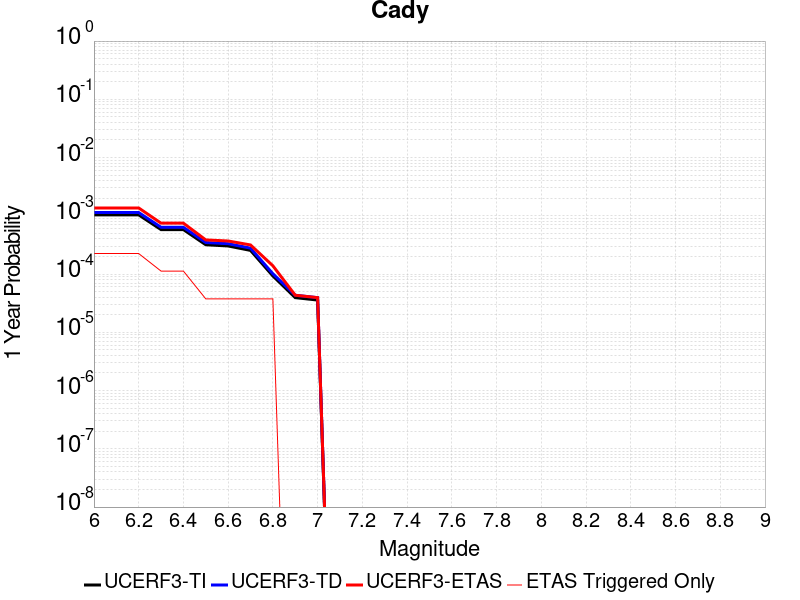 Cady
10^0
10^-1
10^-2
10^-3
10^-4
10^-5
10^-6
10^-7
10^-8
1 Year Probability
6 6.2 6.4 6.6 6.8 7 7.2 7.4 7.6 7.8 8 8.2 8.4 8.6 8.8 9
Magnitude
UCERF3-TI UCERF3-TD UCERF3-ETAS ETAS Triggered Only